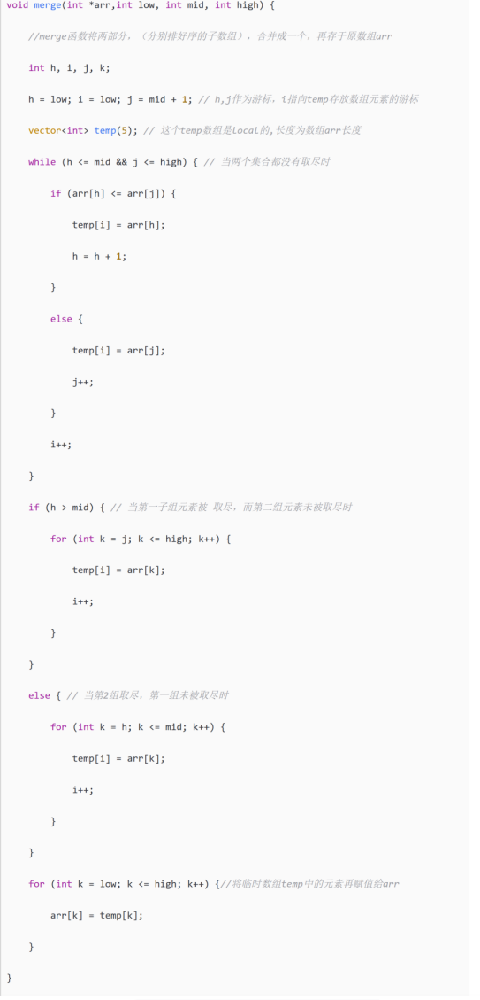 void merge(int *arr,int low, int mid, int high) {
//merge函数将两部分，（分别排好序的子数组），合并成一个，再存于原数组arr
int h, i, j, k;
h = low; i = low; j = mid + 1; // h,j作为游标，i指向temp存放数组元素的游标
vector<int> temp(5); // 这个temp数组是Local的,长度为数组arr长度
while (h <= mid && j <= high) { // 当两个集合都没有取尽时
if (arr[h] <= arr[j]) {
temp[i] = arr[h];
h = h + 1;
}
else {
temp[i] = arr[j];
j++;
}
i++;
}
if (h > mid) { // 当第一子组元素被 取尽，而第二组元素未被取尽时
for (int k = j; k <= high; k++) {
temp[i] = arr[k];
i++;
}
}
else { // 当第2组取尽，第一组未被取尽时
for (int k = h; k <= mid; k++) {
temp[i] = arr[k];
i++;
}
}
for (int k = low; k <= high; k++) {//将临时数组temp中的元素再赋值给arr
arr[k] = temp[k];
}
}